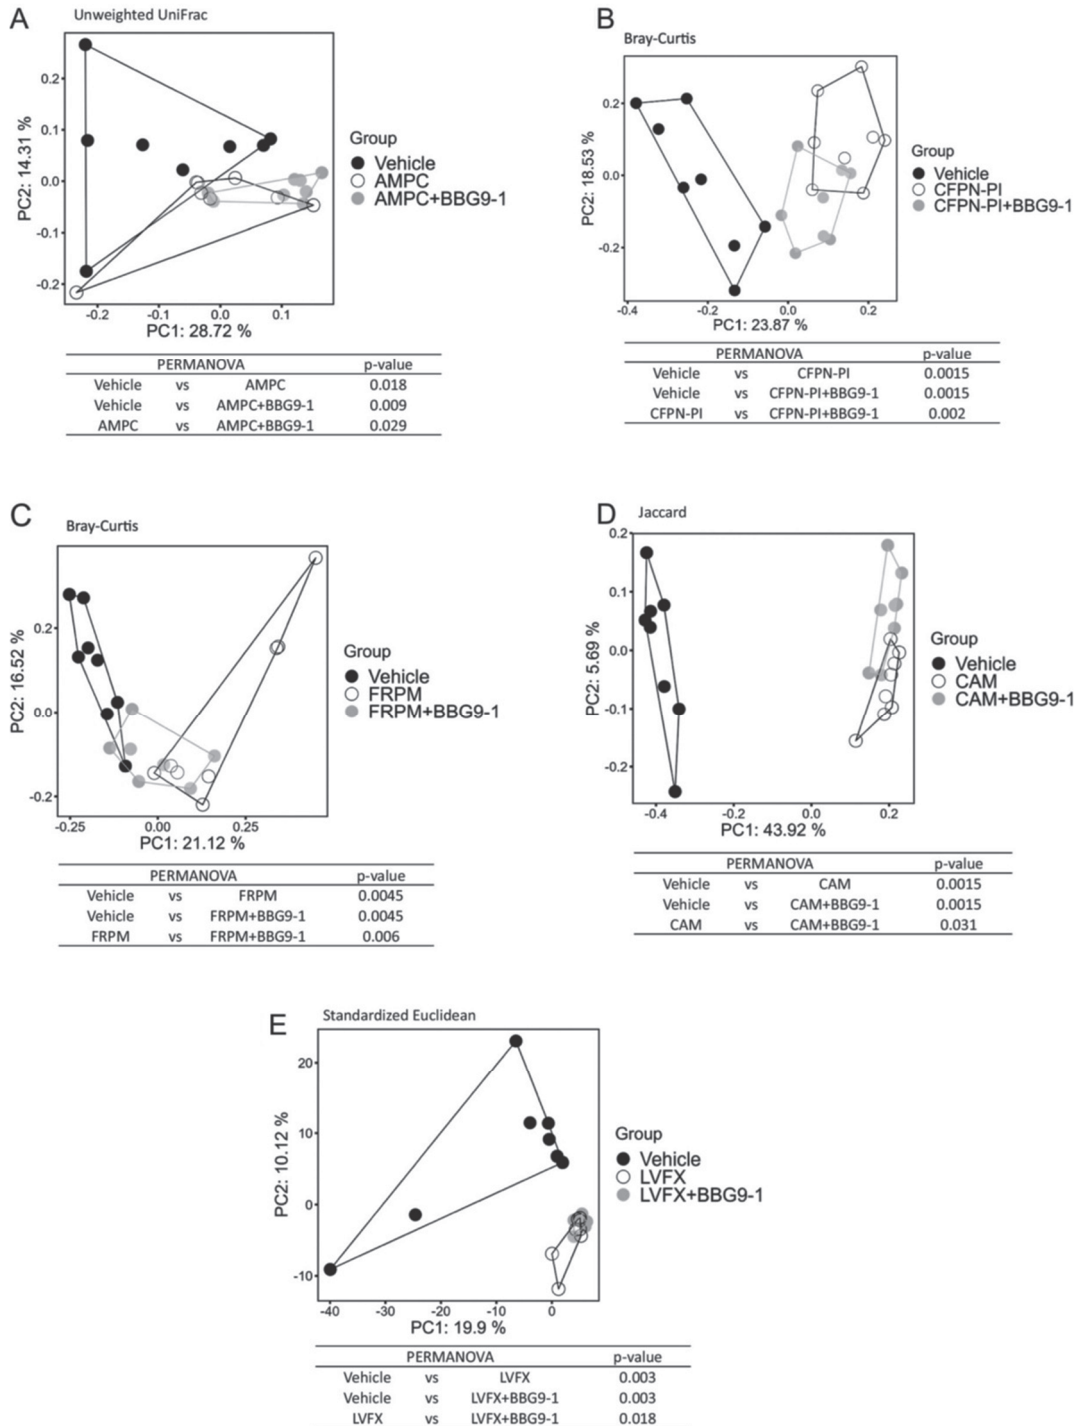 A
Unweighted UniFrac
PC2: 14.31 %
0.2
0.1
0.0
-0.1
-0.2
-0.2
-0.1
0.0
0.1
PC1: 28.72 %
Group
Vehicle
AMPC
AMPC+BBG9-1
PERMANOVA p-value
Vehicle vs AMPC 0.018
Vehicle vs AMPC+BBG9-1 0.009
AMPC vs AMPC+BBG9-1 0.029
B
Bray-Curtis
PC2: 18.53 %
0.2
0.0
-0.2
-0.4
-0.2
0.0
0.2
PC1: 23.87 %
Group
Vehicle
CFPN-PI
CFPN-PI+BBG9-1
PERMANOVA p-value
Vehicle vs CFPN-PI 0.0015
Vehicle vs CFPN-PI+BBG9-1 0.0015
CFPN-PI vs CFPN-PI+BBG9-1 0.002
C
Bray-Curtis
PC2: 16.52 %
0.2
0.0
-0.2
-0.25
0.00
0.25
PC1: 21.12 %
Group
Vehicle
FRPM
FRPM+BBG9-1
PERMANOVA p-value
Vehicle vs FRPM 0.0045
Vehicle vs FRPM+BBG9-1 0.0045
FRPM vs FRPM+BBG9-1 0.006
D
Jaccard
PC2: 5.69 %
0.2
0.1
0.0
-0.1
-0.2
-0.4
-0.2
0.0
0.2
PC1: 43.92 %
Group
Vehicle
CAM
CAM+BBG9-1
PERMANOVA p-value
Vehicle vs CAM 0.0015
Vehicle vs CAM+BBG9-1 0.0015
CAM vs CAM+BBG9-1 0.031
E
Standardized Euclidean
PC2: 10.12 %
20
10
0
-10
-40
-30
-20
-10
0
PC1: 19.9 %
Group
Vehicle
LVFX
LVFX+BBG9-1
PERMANOVA p-value
Vehicle vs LVFX 0.003
Vehicle vs LVFX+BBG9-1 0.003
LVFX vs LVFX+BBG9-1 0.018